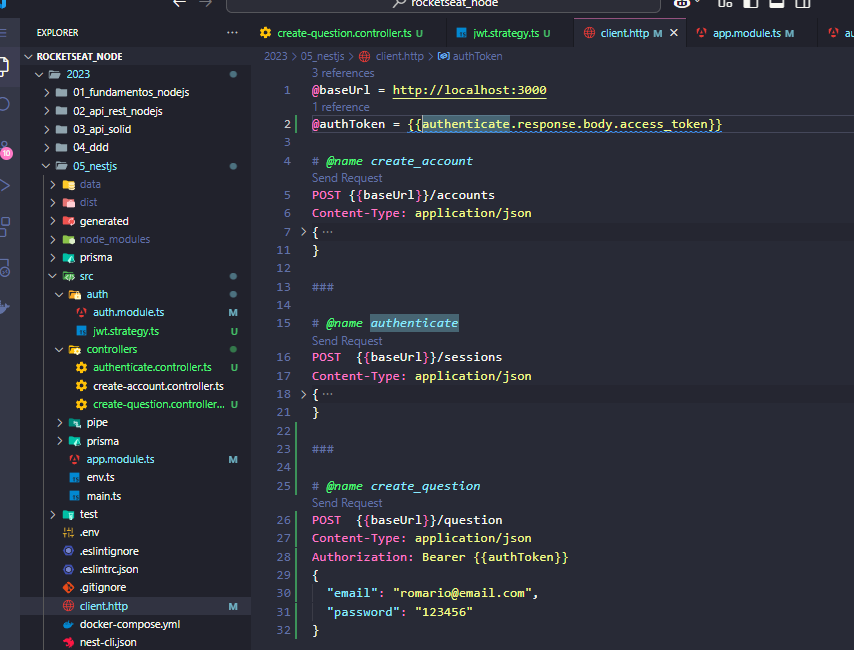 rocketseat_node
EXPLORER
···
create-question.controller.ts U
jwt.strategy.ts U
client.http M ×
app.module.ts M
au
ROCKETSEAT_NODE
2023 > 05_nestjs > client.http > authToken
2023
01_fundamentos_nodejs
02_api_rest_nodejs
03_api_solid
04_ddd
05_nestjs
data
dist
generated
node_modules
prisma
src
auth
auth.module.ts M
jwt.strategy.ts U
controllers
authenticate.controller.ts U
create-account.controller.ts
create-question.controller... U
pipe
prisma
app.module.ts M
env.ts
main.ts
test
.env
.eslintignore
.eslintrc.json
.gitignore
client.http M
docker-compose.yml
nest-cli.json
10
3 references
1 @baseUrl = http://localhost:3000
1 reference
2 @authToken = {{authenticate.response.body.access_token}}
3
4 # @name create_account
Send Request
5 POST {{baseUrl}}/accounts
6 Content-Type: application/json
7 { ···
11 }
12
13 ###
14
15 # @name authenticate
Send Request
16 POST  {{baseUrl}}/sessions
17 Content-Type: application/json
18 { ···
21 }
22
23 ###
24
25 # @name create_question
Send Request
26 POST  {{baseUrl}}/question
27 Content-Type: application/json
28 Authorization: Bearer {{authToken}}
29 {
30 "email": "romario@email.com",
31 "password": "123456"
32 }